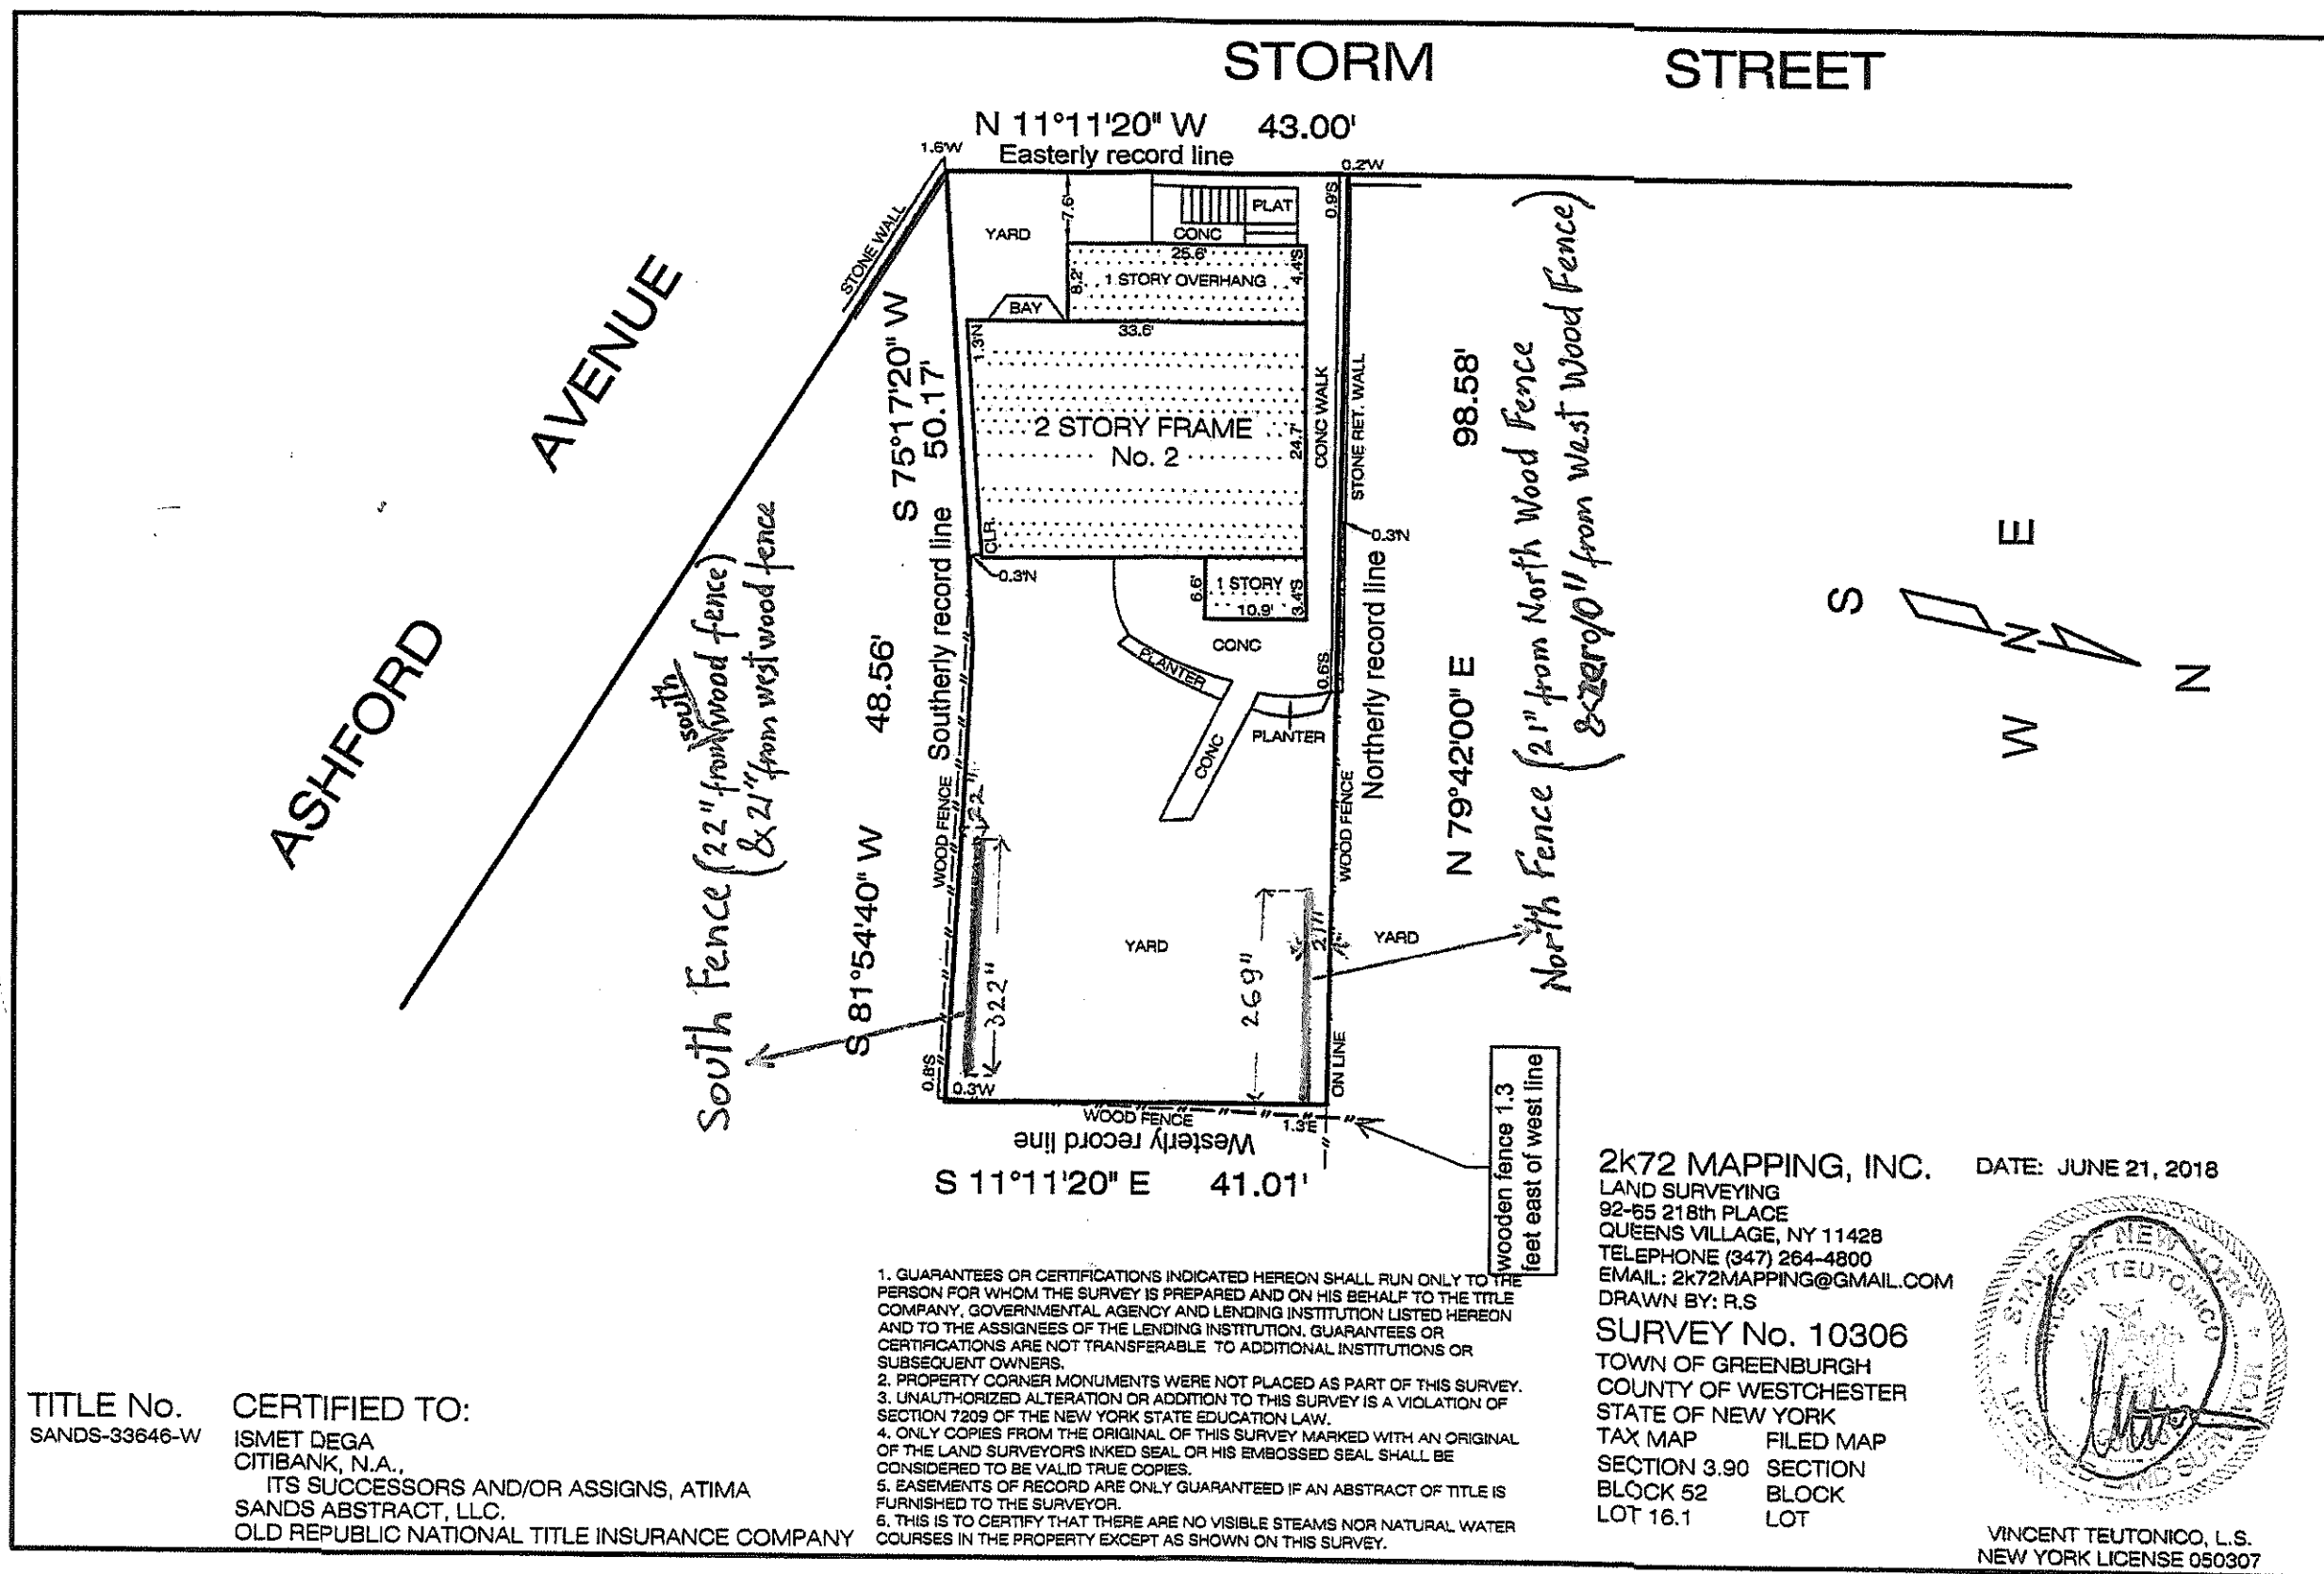 STORM STREET
N 11°11'20" W 43.00'
Easterly record line
1.6'W
0.2'W
STONE WALL
YARD
7.6'
PLAT
CONC
0.9'S
25.6'
1 STORY OVERHANG
8.2'
4.4'S
BAY
33.6'
1.3'N
2 STORY FRAME
No. 2
24.7'
CLR.
CONC WALK
STONE RET. WALL
0.3'N
0.3'N
6.6'
1 STORY
10.9'
3.4'S
CONC
PLANTER
0.6'S
PLANTER
CONC
ASHFORD AVENUE
S 75°17'20" W
50.17'
Southerly record line
48.56'
S 81°54'40" W
WOOD FENCE
22"
South Fence (22" from south wood fence)
(& 21" from west wood fence
98.58'
N 79°42'00" E
Northerly record line
WOOD FENCE
North Fence (21" from North Wood Fence)
(& zero/0" from West Wood Fence)
S
E
N
W
N
YARD
322"
269"
21"
YARD
0.8'S
0.3'W
ON LINE
WOOD FENCE
1.3'E
Westerly record line
S 11°11'20" E 41.01'
wooden fence 1.3
feet east of west line
2k72 MAPPING, INC.
LAND SURVEYING
92-65 218th PLACE
QUEENS VILLAGE, NY 11428
TELEPHONE (347) 264-4800
EMAIL: 2k72MAPPING@GMAIL.COM
DRAWN BY: R.S
SURVEY No. 10306
TOWN OF GREENBURGH
COUNTY OF WESTCHESTER
STATE OF NEW YORK
TAX MAP FILED MAP
SECTION 3.90 SECTION
BLOCK 52 BLOCK
LOT 16.1 LOT
DATE: JUNE 21, 2018
STATE OF NEW YORK
VINCENT TEUTONICO
LICENSED LAND SURVEYOR
VINCENT TEUTONICO, L.S.
NEW YORK LICENSE 050307
1. GUARANTEES OR CERTIFICATIONS INDICATED HEREON SHALL RUN ONLY TO THE
PERSON FOR WHOM THE SURVEY IS PREPARED AND ON HIS BEHALF TO THE TITLE
COMPANY, GOVERNMENTAL AGENCY AND LENDING INSTITUTION LISTED HEREON
AND TO THE ASSIGNEES OF THE LENDING INSTITUTION. GUARANTEES OR
CERTIFICATIONS ARE NOT TRANSFERABLE TO ADDITIONAL INSTITUTIONS OR
SUBSEQUENT OWNERS.
2. PROPERTY CORNER MONUMENTS WERE NOT PLACED AS PART OF THIS SURVEY.
3. UNAUTHORIZED ALTERATION OR ADDITION TO THIS SURVEY IS A VIOLATION OF
SECTION 7209 OF THE NEW YORK STATE EDUCATION LAW.
4. ONLY COPIES FROM THE ORIGINAL OF THIS SURVEY MARKED WITH AN ORIGINAL
OF THE LAND SURVEYOR'S INKED SEAL OR HIS EMBOSSED SEAL SHALL BE
CONSIDERED TO BE VALID TRUE COPIES.
5. EASEMENTS OF RECORD ARE ONLY GUARANTEED IF AN ABSTRACT OF TITLE IS
FURNISHED TO THE SURVEYOR.
6. THIS IS TO CERTIFY THAT THERE ARE NO VISIBLE STEAMS NOR NATURAL WATER
COURSES IN THE PROPERTY EXCEPT AS SHOWN ON THIS SURVEY.
TITLE No.
SANDS-33646-W
CERTIFIED TO:
ISMET DEGA
CITIBANK, N.A.,
ITS SUCCESSORS AND/OR ASSIGNS, ATIMA
SANDS ABSTRACT, LLC.
OLD REPUBLIC NATIONAL TITLE INSURANCE COMPANY